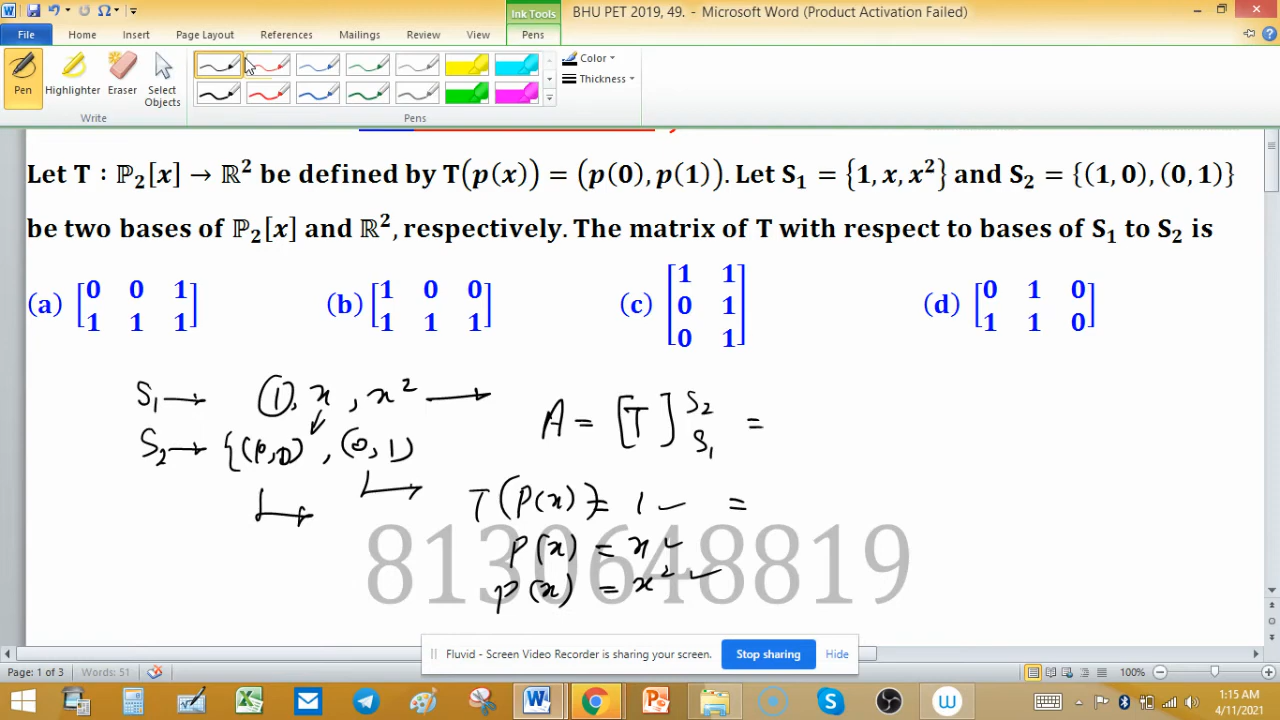 BHU PET 2019, 49. - Microsoft Word (Product Activation Failed)
Ink Tools
File Home Insert Page Layout References Mailings Review View Pens
Pen Highlighter Eraser Select Objects
Color
Thickness
Write Pens
Let T : ℙ₂[x] → ℝ² be defined by T(p(x)) = (p(0), p(1)). Let S₁ = {1, x, x²} and S₂ = {(1, 0), (0, 1)}
be two bases of ℙ₂[x] and ℝ², respectively. The matrix of T with respect to bases of S₁ to S₂ is
(a) [0 0 1; 1 1 1] (b) [1 0 0; 1 1 1] (c) [1 1; 0 1; 0 1] (d) [0 1 0; 1 1 0]
S₁ → 1, x, x² →
A = [T]^{S₂}_{S₁} =
S₂ → {(1,0), (0,1)
T(P(x)) = 1 =
P(x) = x
P(x) = x²
8130648819
Fluvid - Screen Video Recorder is sharing your screen. Stop sharing Hide
Page: 1 of 3 Words: 51 100%
1:15 AM
4/11/2021